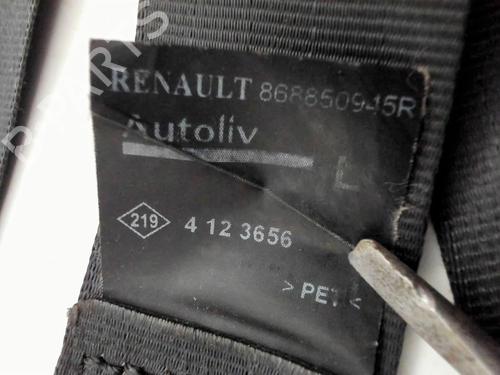 RENAULT 868850945R
Autoliv
L
219 4 12 3656
> PET <